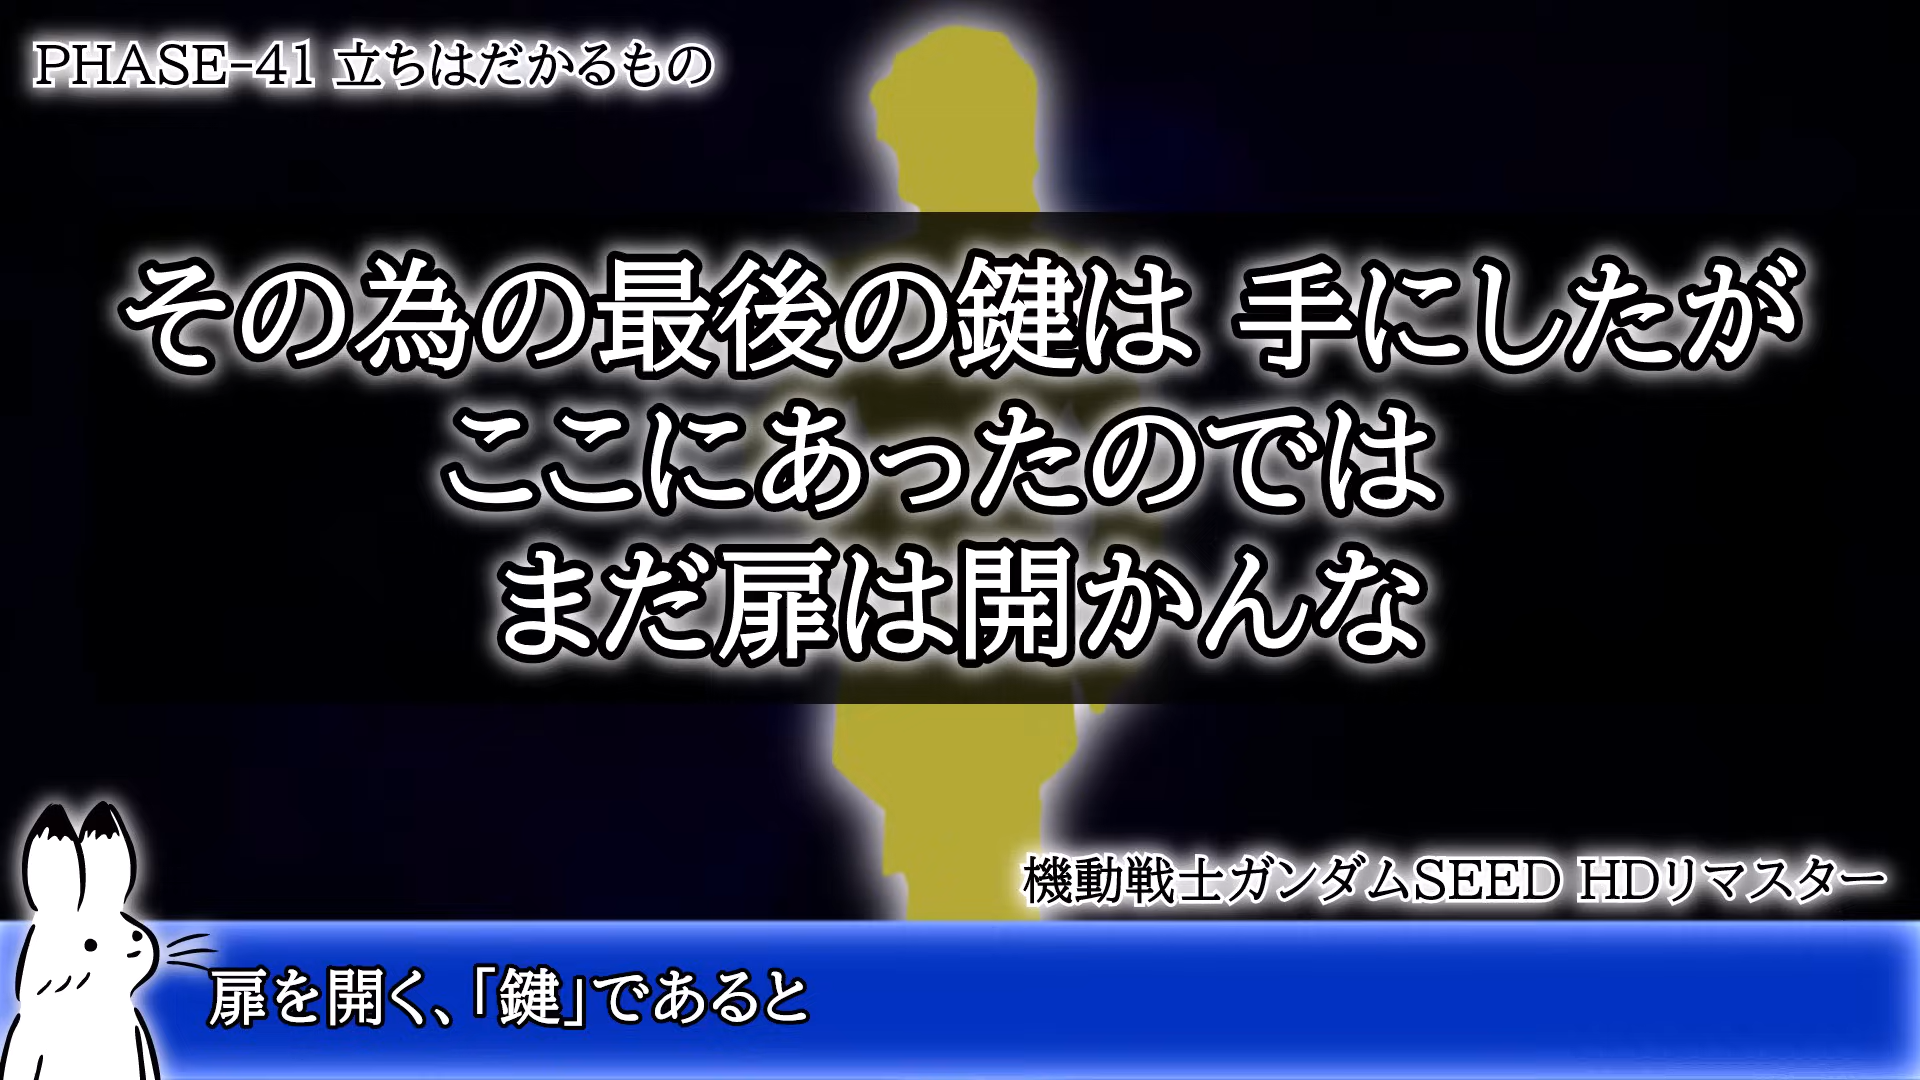 PHASE-41 立ちはだかるもの
その為の最後の鍵は 手にしたが
ここにあったのでは
まだ扉は開かんな
機動戦士ガンダムSEED HDリマスター
扉を開く、「鍵」であると